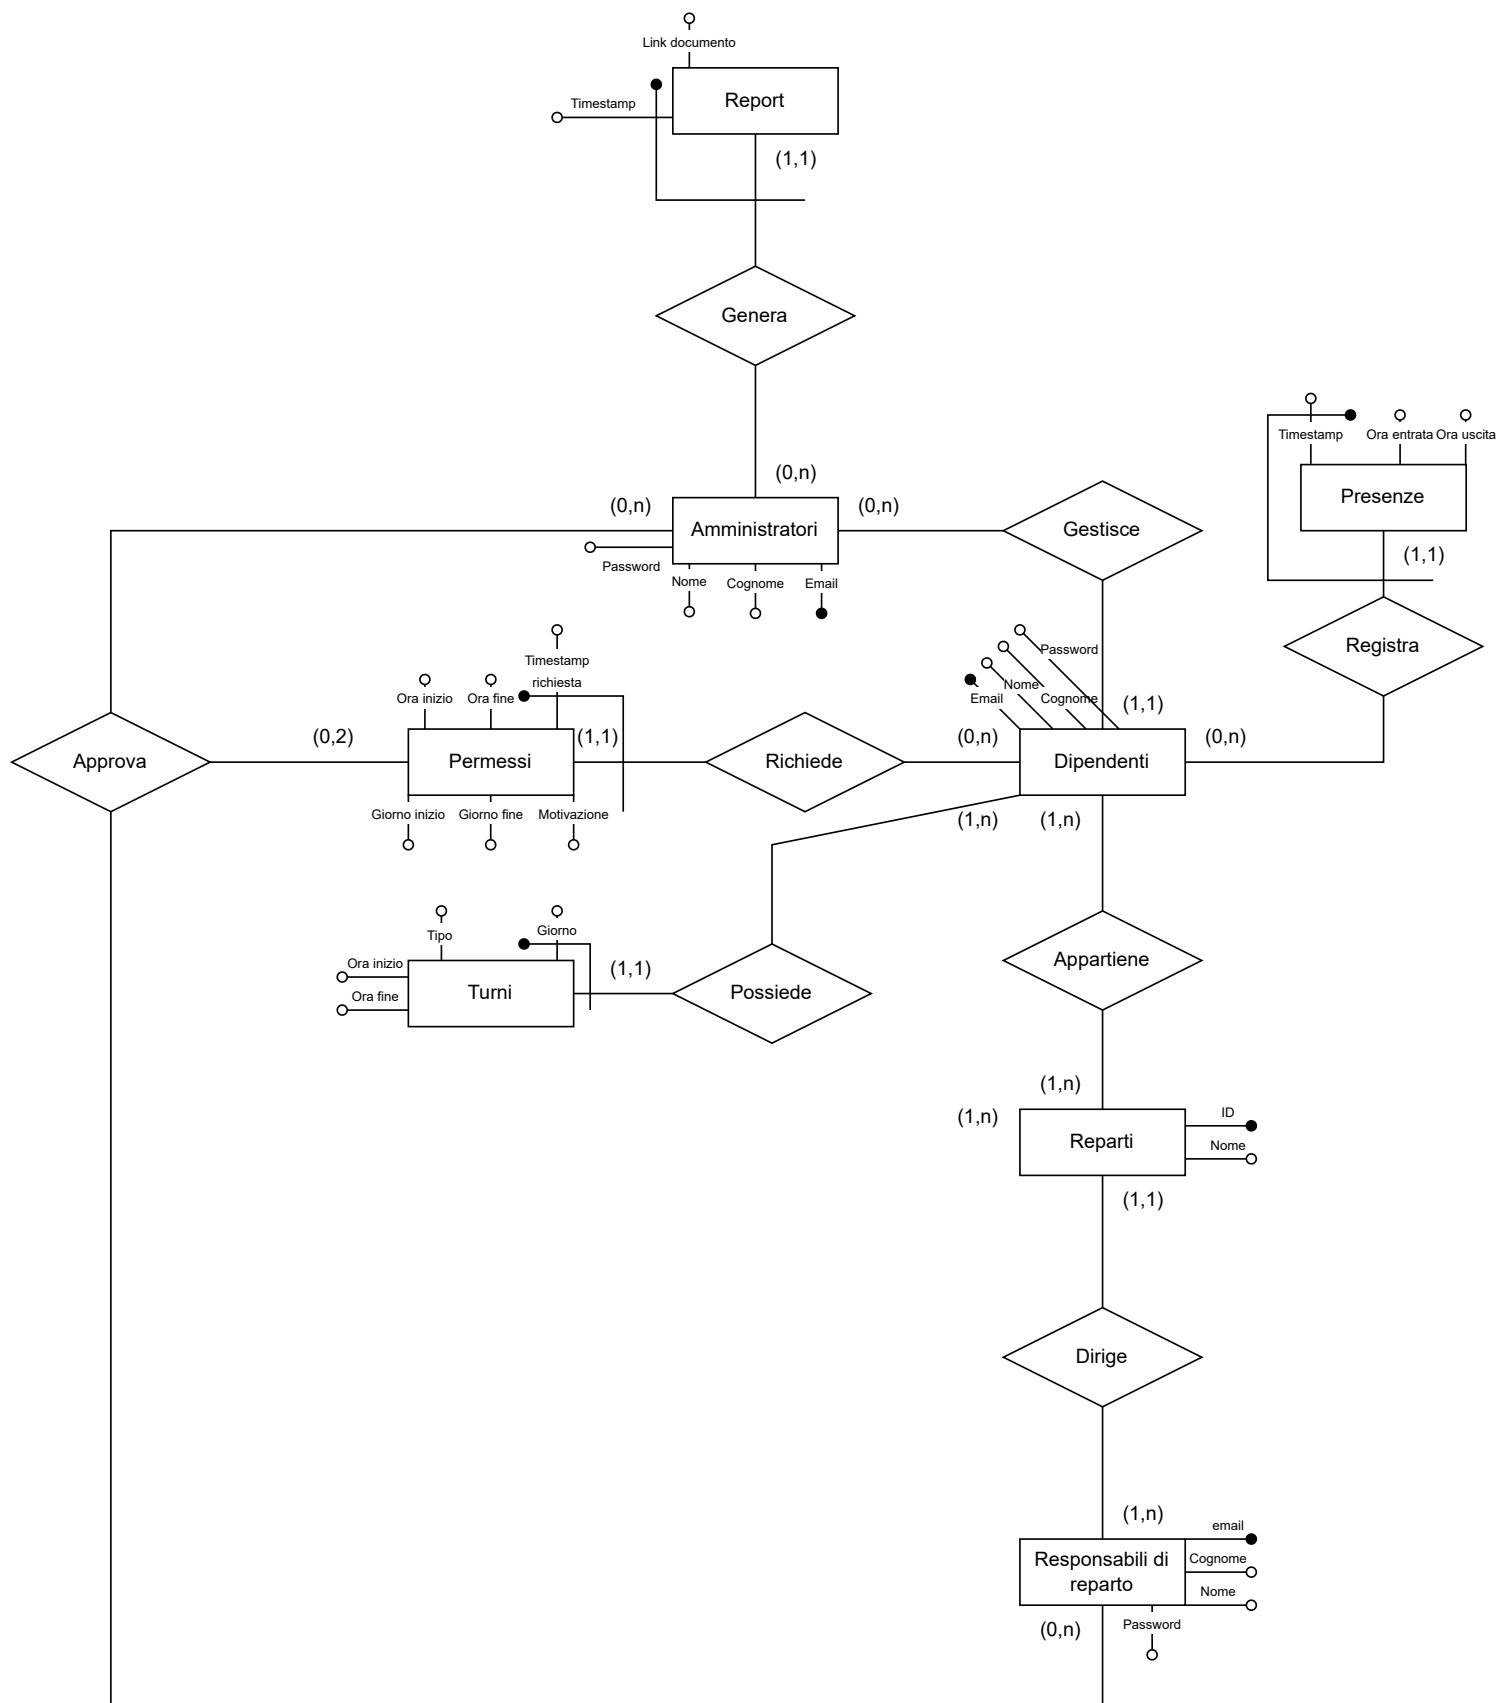 Link documento
Timestamp
Report
(1,1)
Genera
(0,n)
(0,n)
Amministratori
(0,n)
Password
Nome
Cognome
Email
Gestisce
Timestamp
Ora entrata
Ora uscita
Presenze
(1,1)
Registra
Timestamp
richiesta
Ora inizio
Ora fine
Password
Nome
Cognome
Email
(1,1)
Approva
(0,2)
Permessi
(1,1)
Richiede
(0,n)
Dipendenti
(0,n)
Giorno inizio
Giorno fine
Motivazione
(1,n)
(1,n)
Tipo
Giorno
Ora inizio
Ora fine
Turni
(1,1)
Possiede
Appartiene
(1,n)
(1,n)
Reparti
ID
Nome
(1,1)
Dirige
(1,n)
Responsabili di
reparto
email
Cognome
Nome
Password
(0,n)